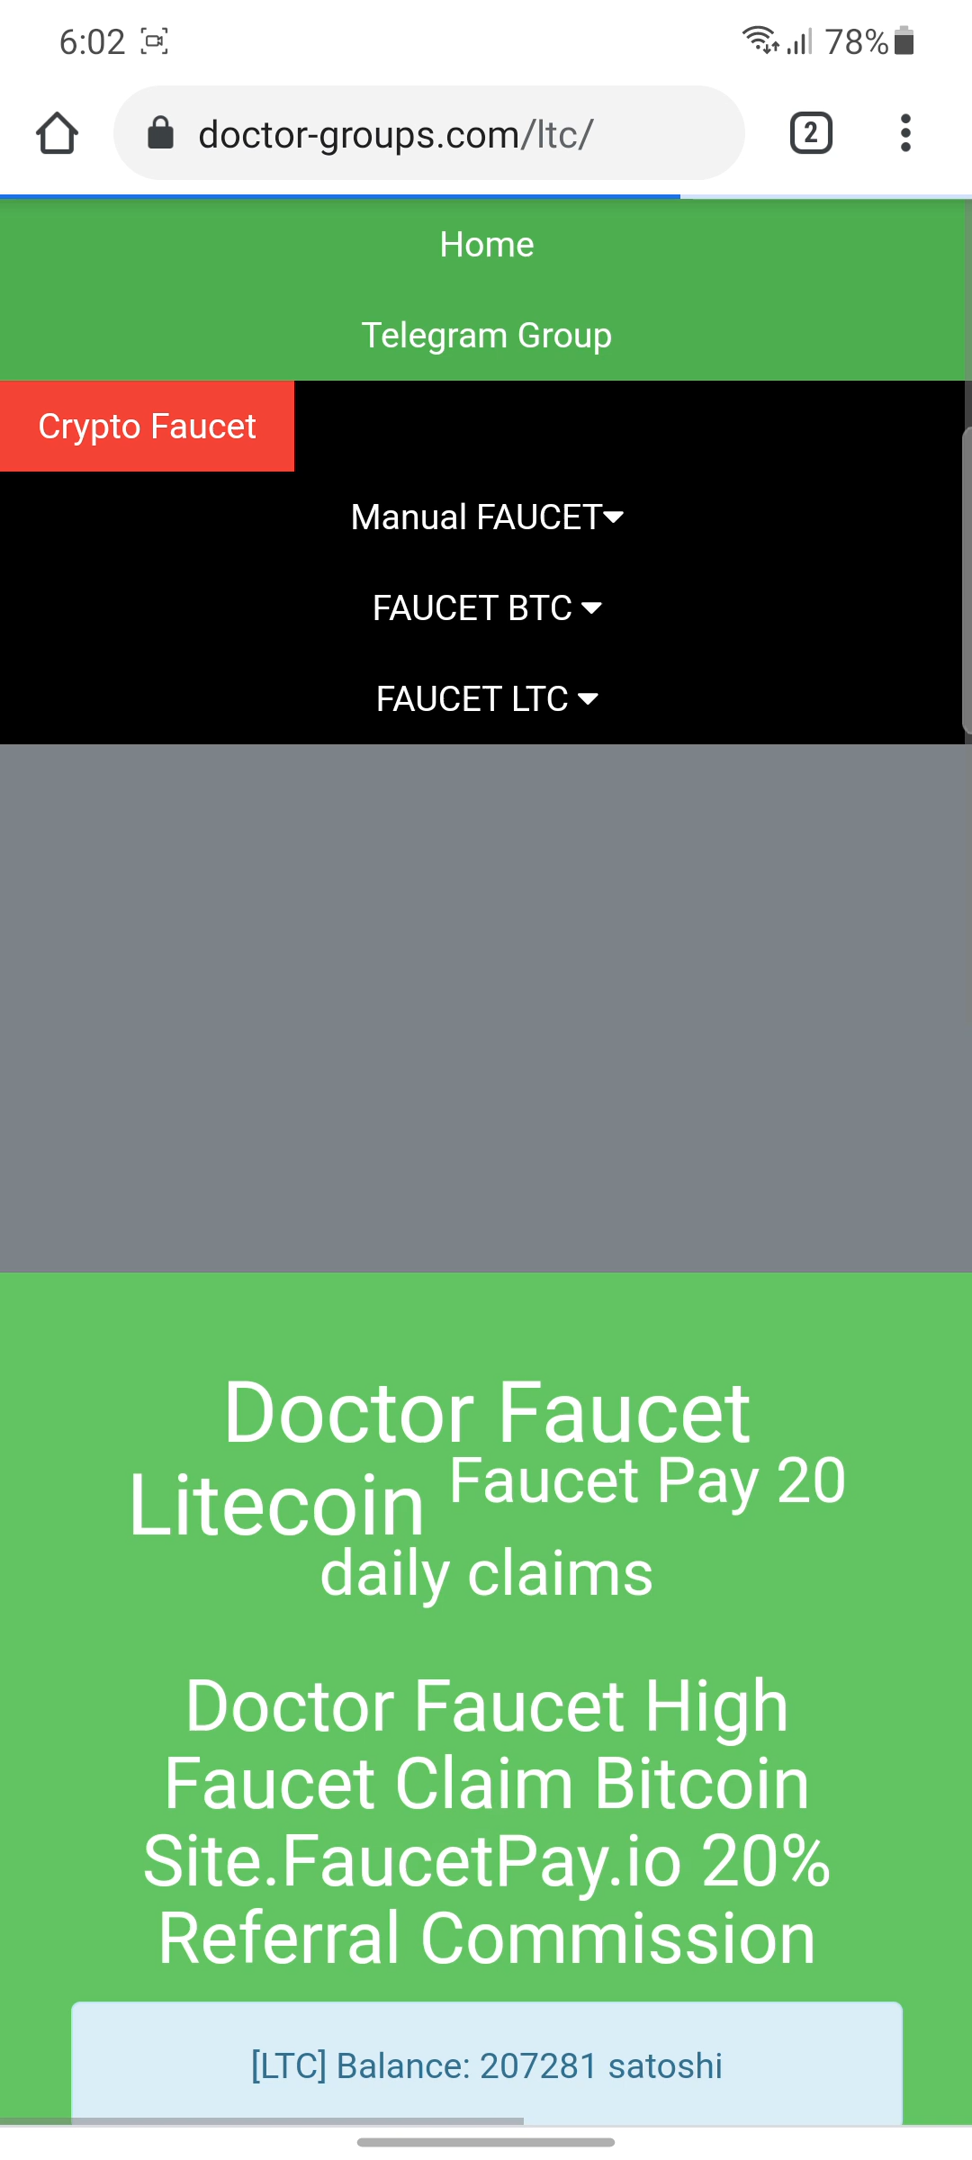 6:02
78%
doctor-groups.com/ltc/
2
Home
Telegram Group
Crypto Faucet
Manual FAUCET
FAUCET BTC
FAUCET LTC
Doctor Faucet
Litecoin Faucet Pay 20
daily claims
Doctor Faucet High
Faucet Claim Bitcoin
Site.FaucetPay.io 20%
Referral Commission
[LTC] Balance: 207281 satoshi